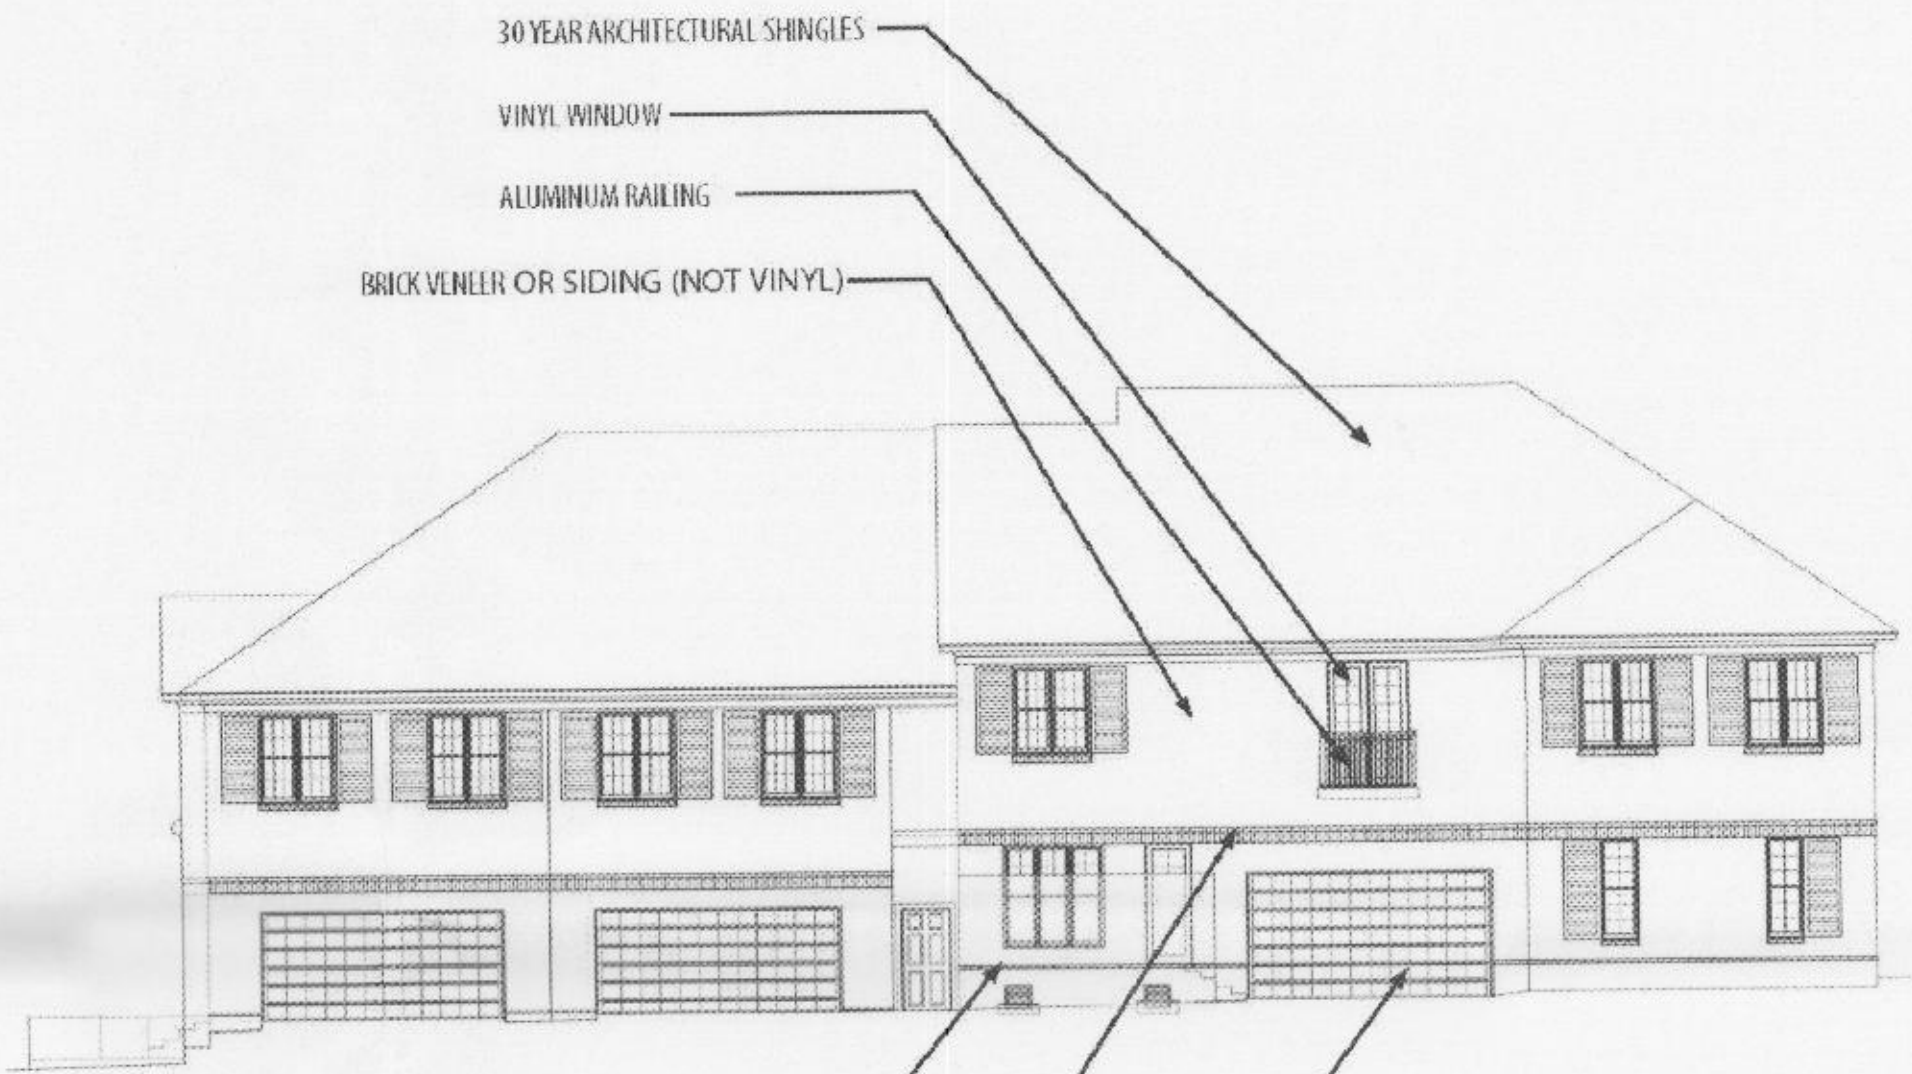 30 YEAR ARCHITECTURAL SHINGLES
VINYL WINDOW
ALUMINUM RAILING
BRICK VENEER OR SIDING (NOT VINYL)